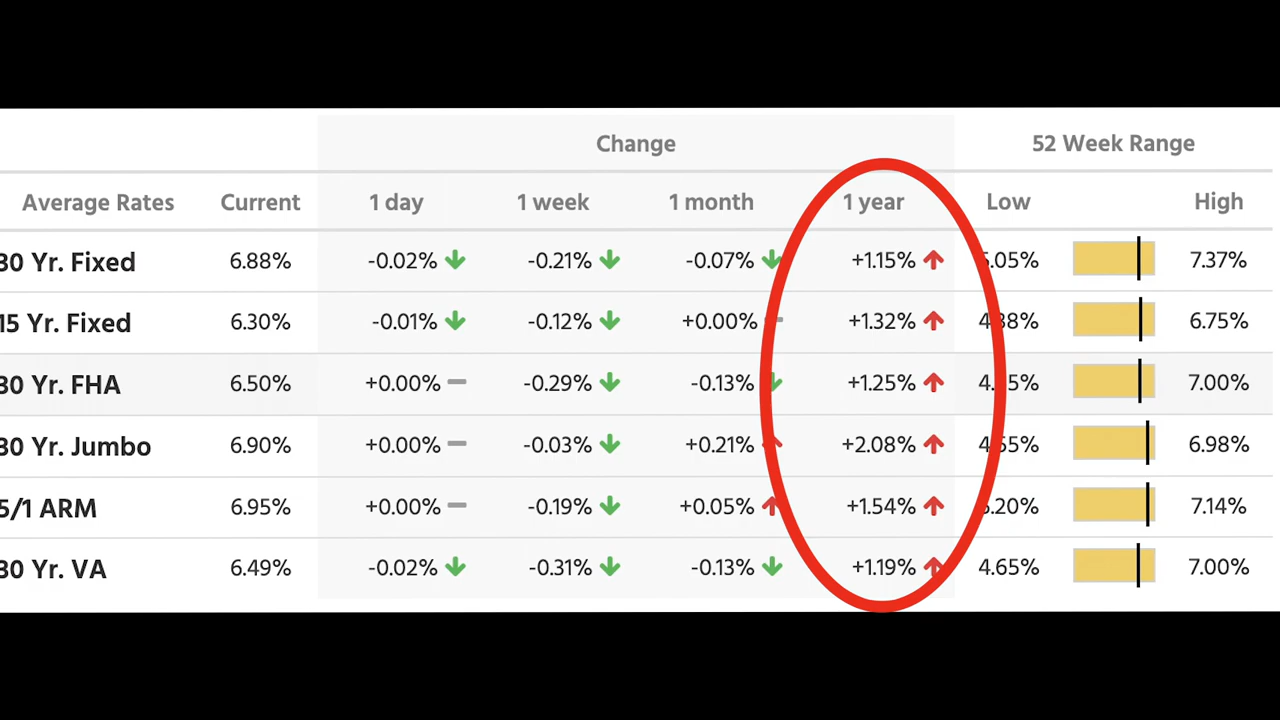 Change 52 Week Range
Average Rates Current 1 day 1 week 1 month 1 year Low High
30 Yr. Fixed 6.88% -0.02% -0.21% -0.07% +1.15% 5.05% 7.37%
15 Yr. Fixed 6.30% -0.01% -0.12% +0.00% +1.32% 6.75%
30 Yr. FHA 6.50% +0.00% -0.29% -0.13% +1.25% 7.00%
30 Yr. Jumbo 6.90% +0.00% -0.03% +0.21% +2.08% 6.98%
5/1 ARM 6.95% +0.00% -0.19% +0.05% +1.54% 7.14%
30 Yr. VA 6.49% -0.02% -0.31% -0.13% +1.19% 4.65% 7.00%